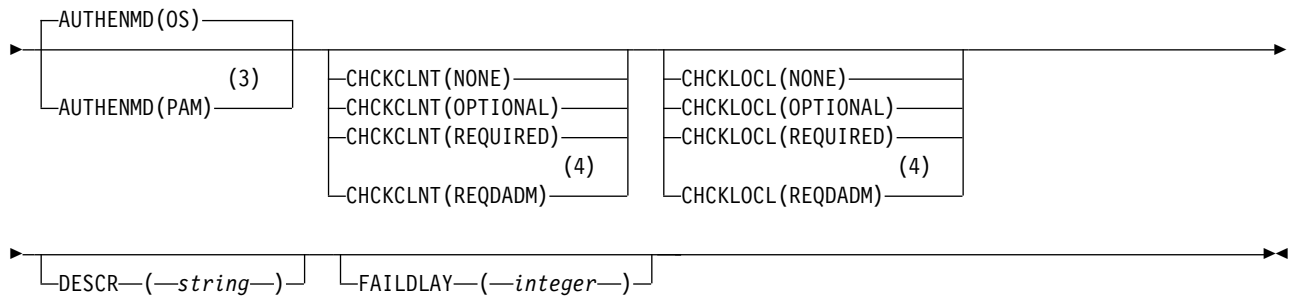 AUTHENMD(OS)
(3)
AUTHENMD(PAM)
CHCKCLNT(NONE)
CHCKCLNT(OPTIONAL)
CHCKCLNT(REQUIRED)
(4)
CHCKCLNT(REQDADM)
CHCKLOCL(NONE)
CHCKLOCL(OPTIONAL)
CHCKLOCL(REQUIRED)
(4)
CHCKLOCL(REQDADM)
DESCR ( string )
FAILDLAY ( integer )